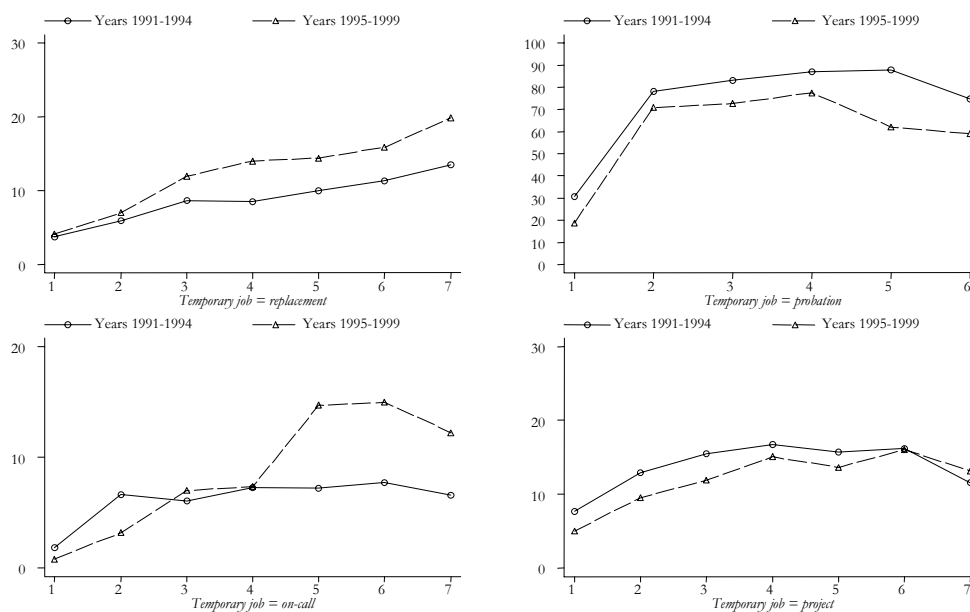 Years 1991-1994 Years 1995-1999
30
20
10
0
1 2 3 4 5 6 7
Temporary job = replacement
Years 1991-1994 Years 1995-1999
100
90
80
70
60
50
40
30
20
10
0
1 2 3 4 5 6
Temporary job = probation
Years 1991-1994 Years 1995-1999
20
10
0
1 2 3 4 5 6 7
Temporary job = on-call
Years 1991-1994 Years 1995-1999
30
20
10
0
1 2 3 4 5 6 7
Temporary job = project